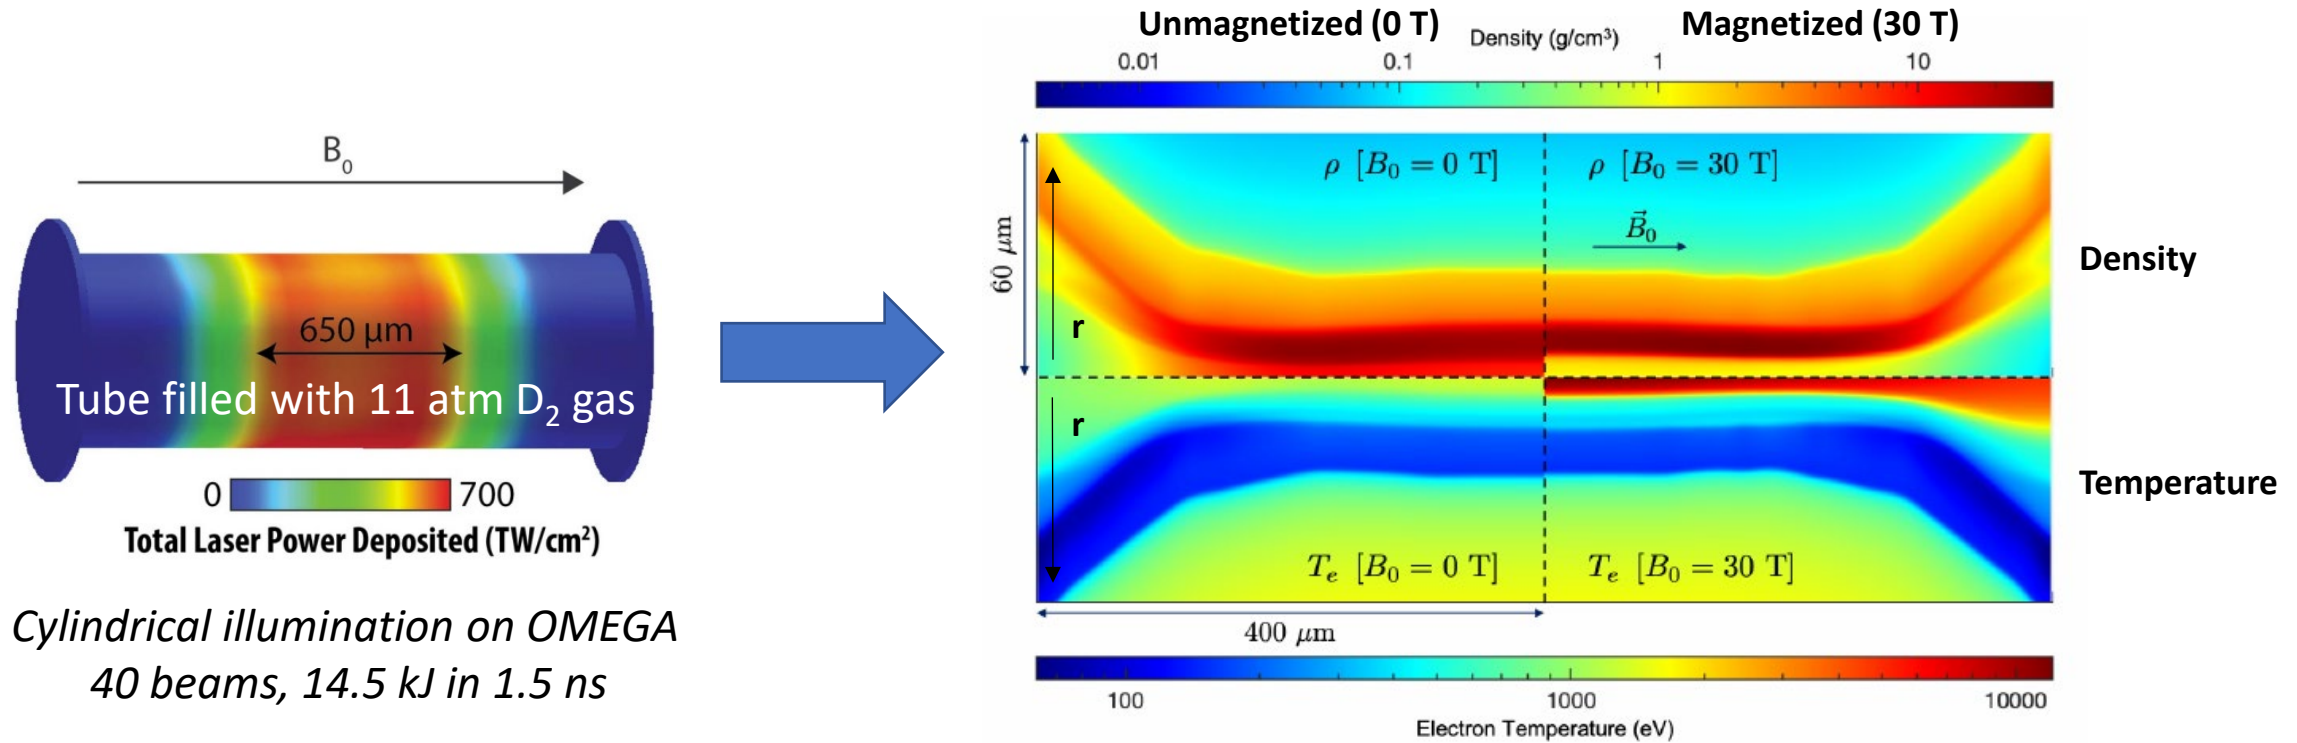 B₀
650 µm
Tube filled with 11 atm D₂ gas
0 700
Total Laser Power Deposited (TW/cm²)
Cylindrical illumination on OMEGA
40 beams, 14.5 kJ in 1.5 ns
Unmagnetized (0 T) Magnetized (30 T)
Density (g/cm³)
0.01 0.1 1 10
ρ [B₀ = 0 T] ρ [B₀ = 30 T]
B⃗₀
60 µm
r
Density
r
Temperature
Tₑ [B₀ = 0 T] Tₑ [B₀ = 30 T]
400 µm
100 1000 10000
Electron Temperature (eV)